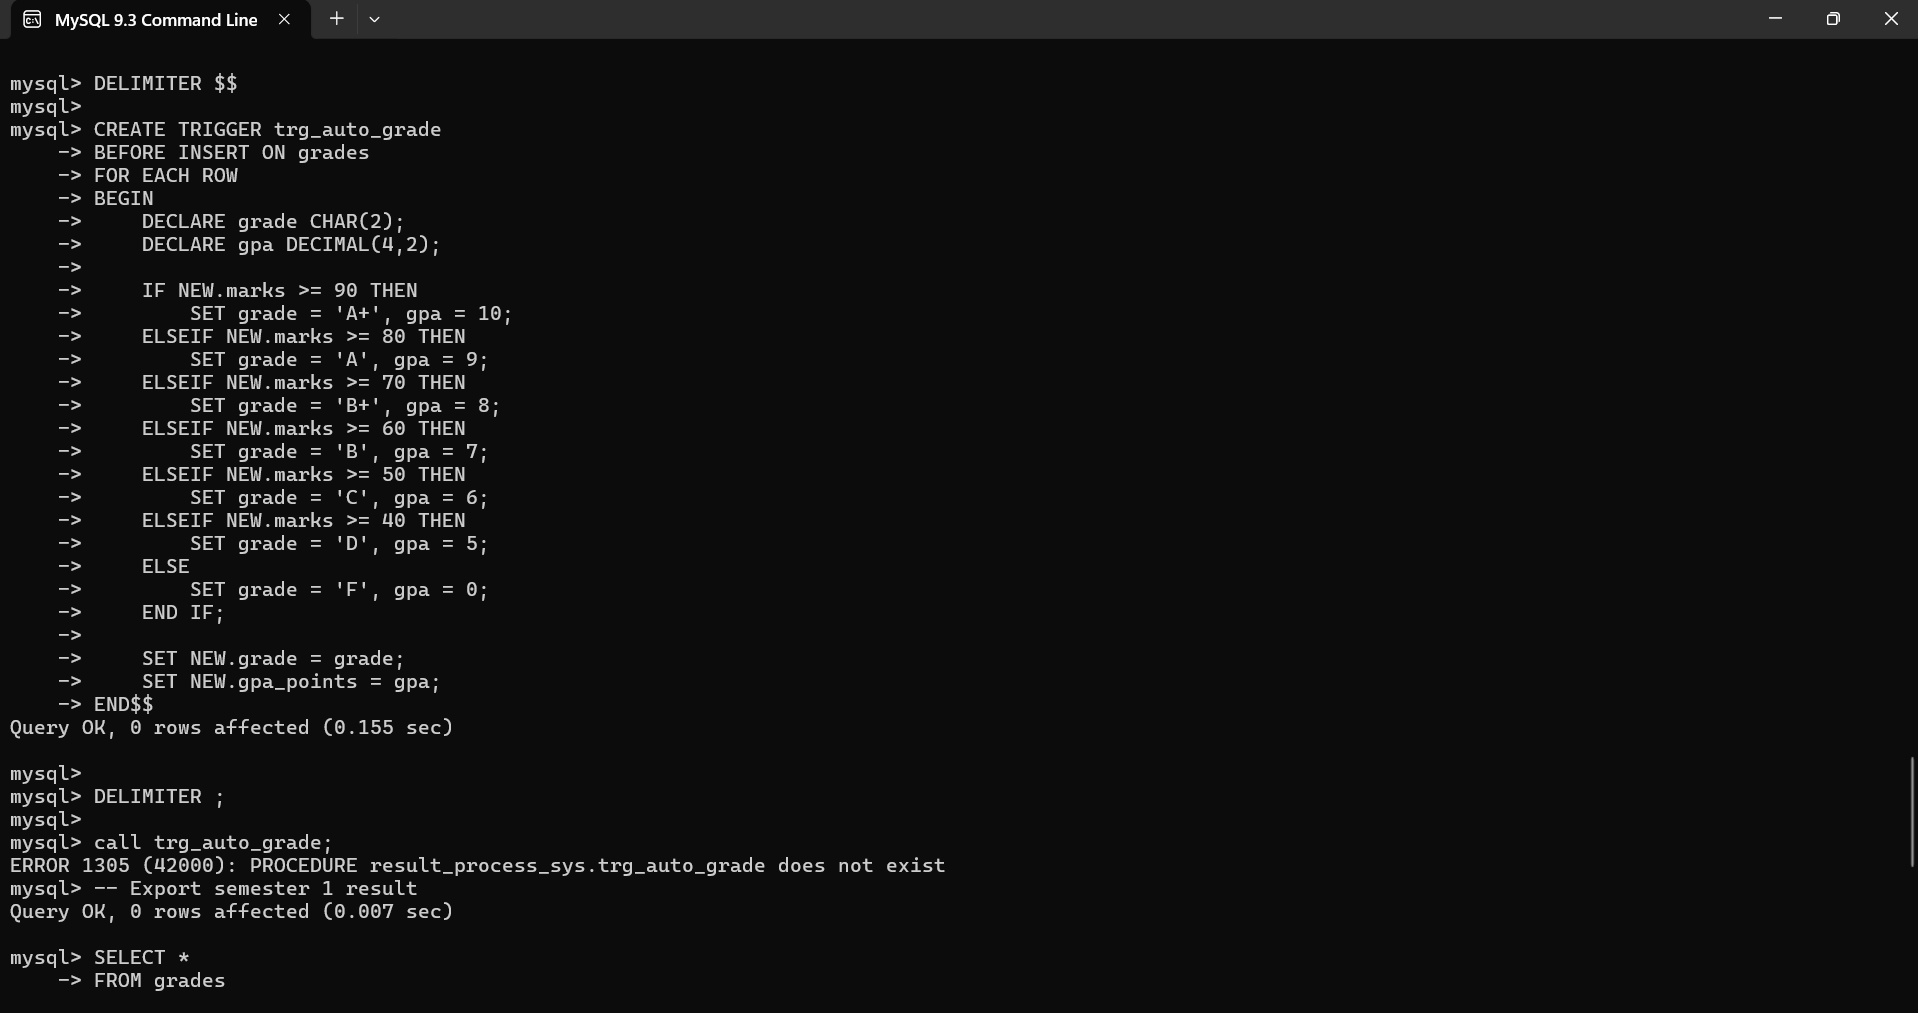 MySQL 9.3 Command Line
mysql> DELIMITER $$
mysql>
mysql> CREATE TRIGGER trg_auto_grade
    -> BEFORE INSERT ON grades
    -> FOR EACH ROW
    -> BEGIN
    ->     DECLARE grade CHAR(2);
    ->     DECLARE gpa DECIMAL(4,2);
    ->
    ->     IF NEW.marks >= 90 THEN
    ->         SET grade = 'A+', gpa = 10;
    ->     ELSEIF NEW.marks >= 80 THEN
    ->         SET grade = 'A', gpa = 9;
    ->     ELSEIF NEW.marks >= 70 THEN
    ->         SET grade = 'B+', gpa = 8;
    ->     ELSEIF NEW.marks >= 60 THEN
    ->         SET grade = 'B', gpa = 7;
    ->     ELSEIF NEW.marks >= 50 THEN
    ->         SET grade = 'C', gpa = 6;
    ->     ELSEIF NEW.marks >= 40 THEN
    ->         SET grade = 'D', gpa = 5;
    ->     ELSE
    ->         SET grade = 'F', gpa = 0;
    ->     END IF;
    ->
    ->     SET NEW.grade = grade;
    ->     SET NEW.gpa_points = gpa;
    -> END$$
Query OK, 0 rows affected (0.155 sec)
mysql>
mysql> DELIMITER ;
mysql>
mysql> call trg_auto_grade;
ERROR 1305 (42000): PROCEDURE result_process_sys.trg_auto_grade does not exist
mysql> -- Export semester 1 result
Query OK, 0 rows affected (0.007 sec)
mysql> SELECT *
    -> FROM grades